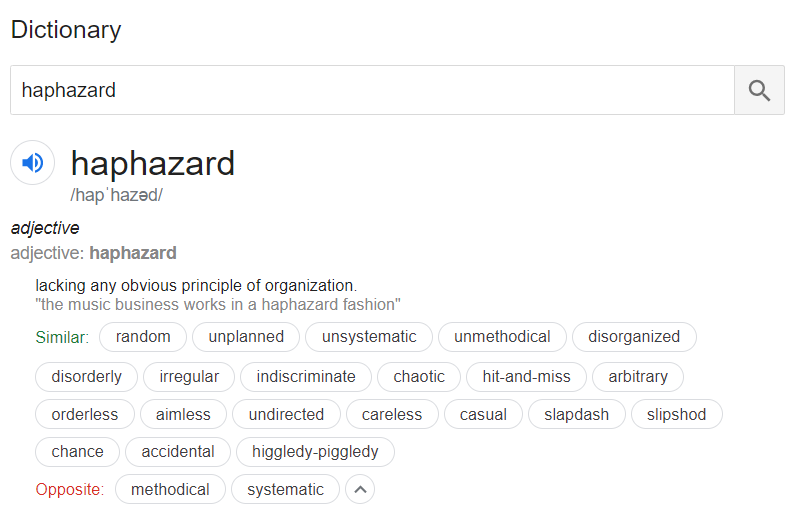 Dictionary
haphazard
haphazard
/hapˈhazəd/
adjective
adjective: haphazard
lacking any obvious principle of organization.
"the music business works in a haphazard fashion"
Similar: random unplanned unsystematic unmethodical disorganized
disorderly irregular indiscriminate chaotic hit-and-miss arbitrary
orderless aimless undirected careless casual slapdash slipshod
chance accidental higgledy-piggledy
Opposite: methodical systematic